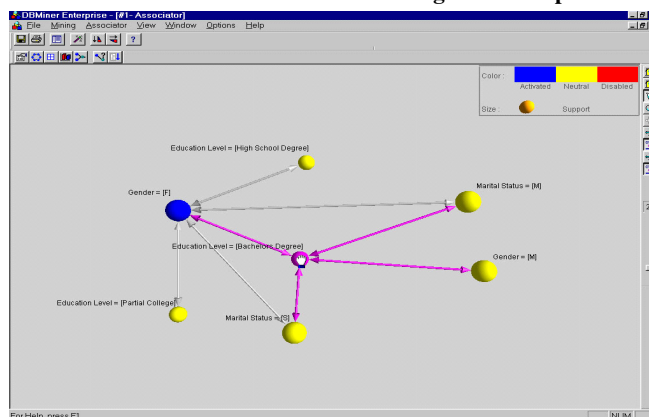 DBMiner Enterprise - [#1- Associator]
File Mining Associator View Window Options Help
?
Color :
Activated Neutral Disabled
Size : Support
Education Level = [High School Degree]
Marital Status = [M]
Gender = [F]
Education Level = [Bachelors Degree]
Gender = [M]
Education Level = [Partial College]
Marital Status = [S]
For Help, press F1
NUM